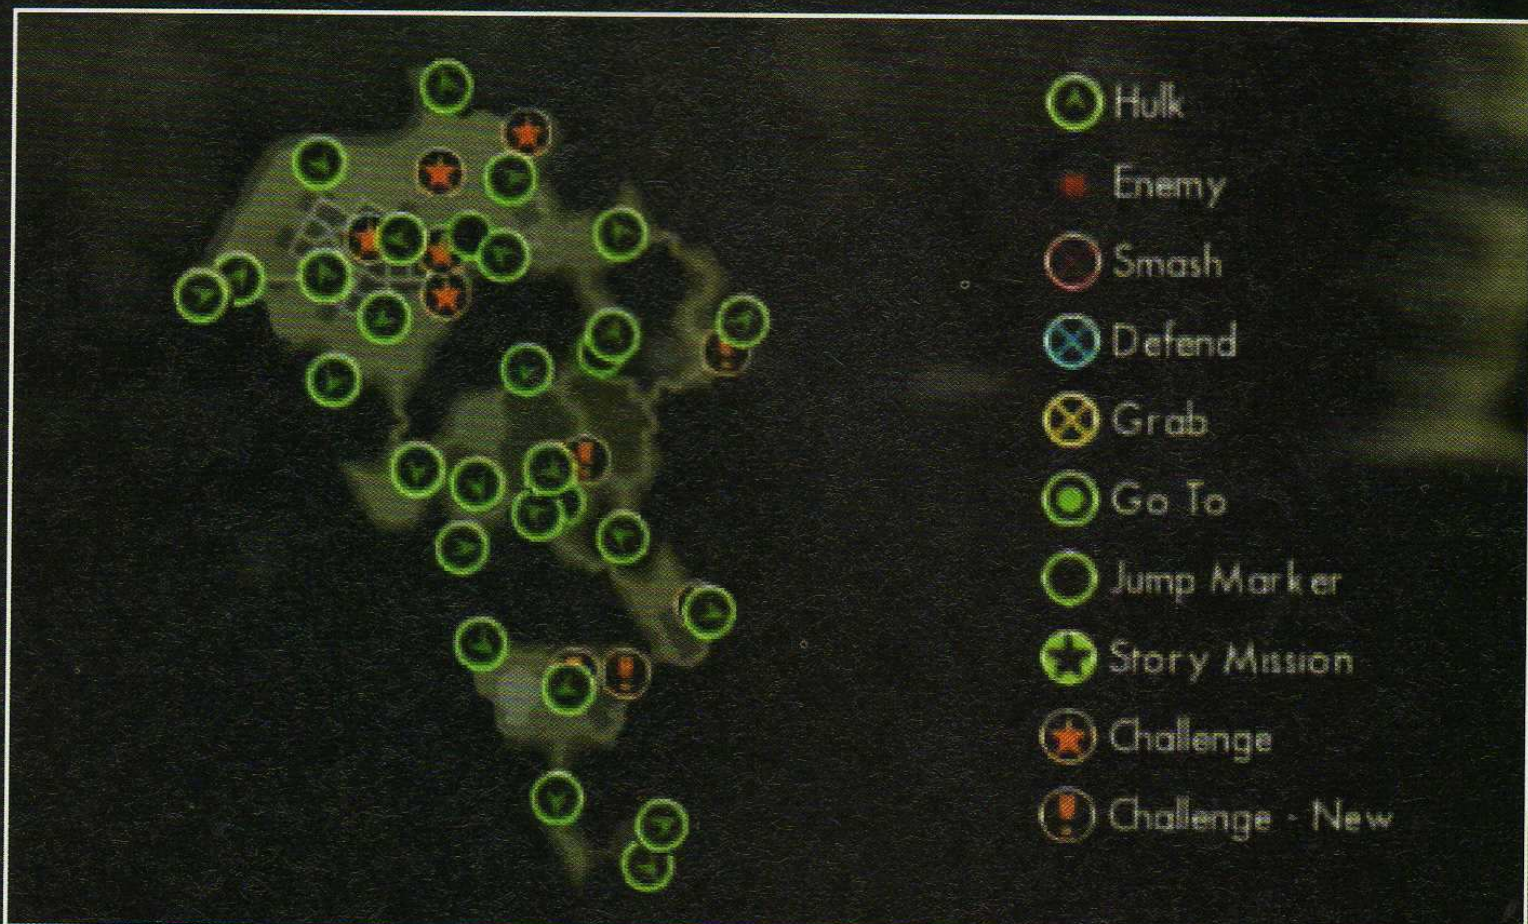 Hulk
Enemy
Smash
Defend
Grab
Go To
Jump Marker
Story Mission
Challenge
Challenge - New